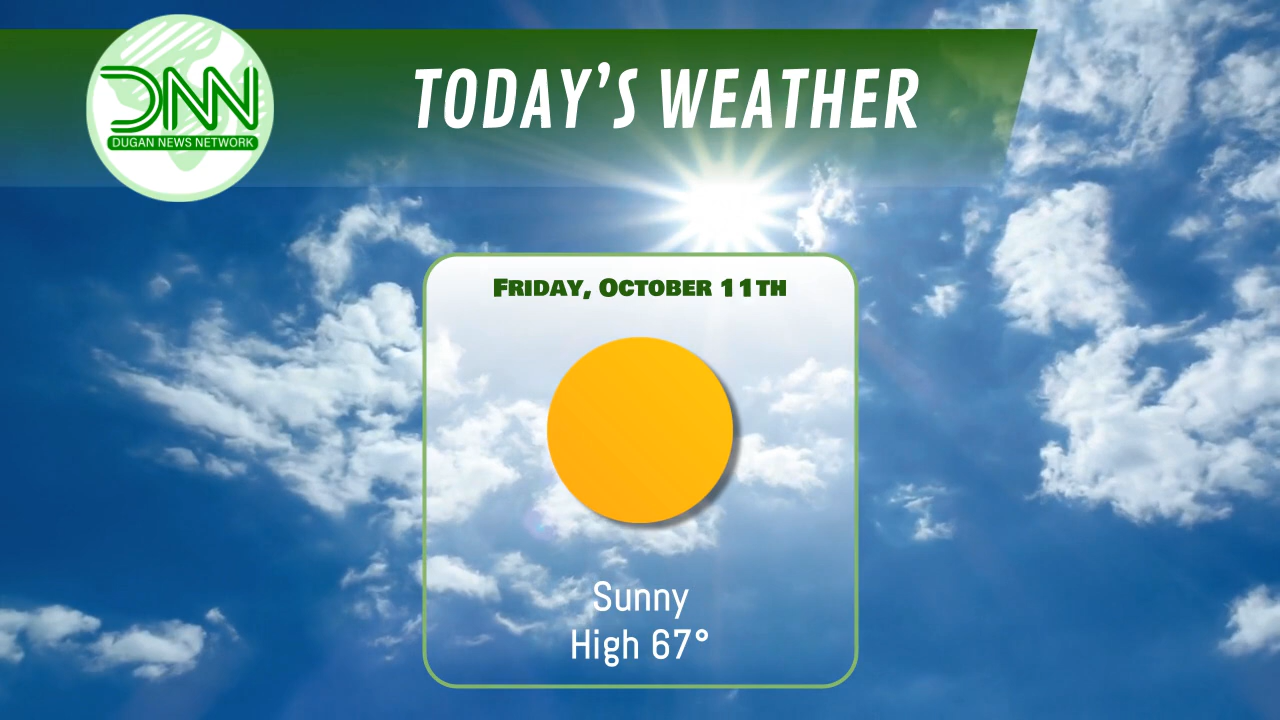 DNN
DUGAN NEWS NETWORK
TODAY'S WEATHER
FRIDAY, OCTOBER 11TH
Sunny
High 67°